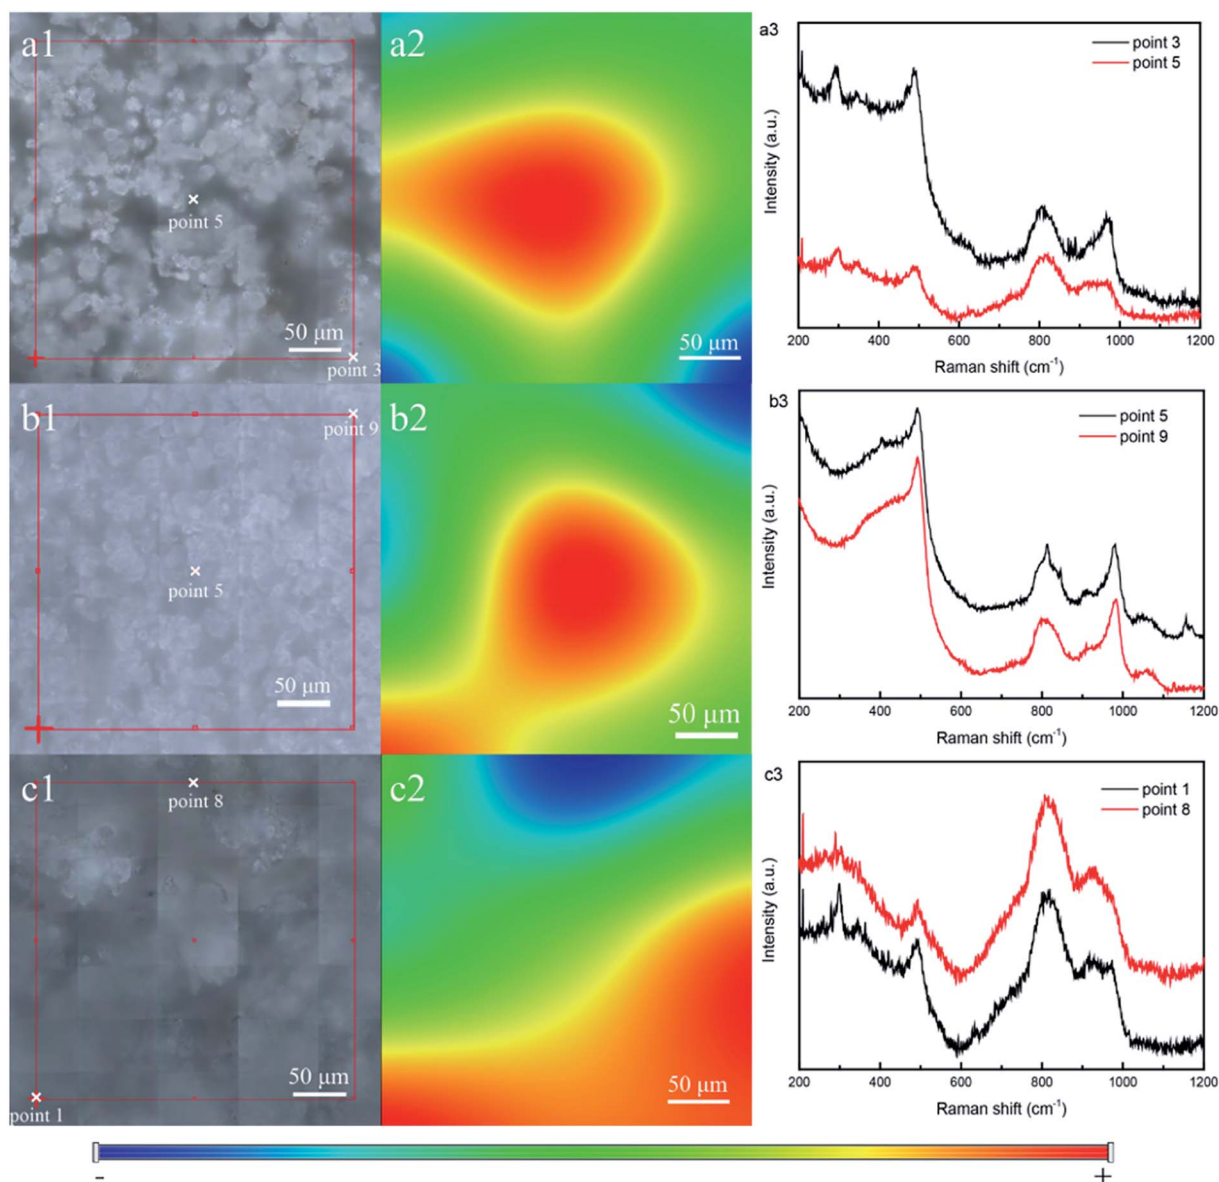 a1
point 5
50 μm
point 3
a2
50 μm
a3
point 3
point 5
Intensity (a.u.)
200 400 600 800 1000 1200
Raman shift (cm-1)
b1
point 9
point 5
50 μm
b2
50 μm
b3
point 5
point 9
Intensity (a.u.)
200 400 600 800 1000 1200
Raman shift (cm-1)
c1
point 8
50 μm
point 1
c2
50 μm
c3
point 1
point 8
Intensity (a.u.)
200 400 600 800 1000 1200
Raman shift (cm-1)
- +